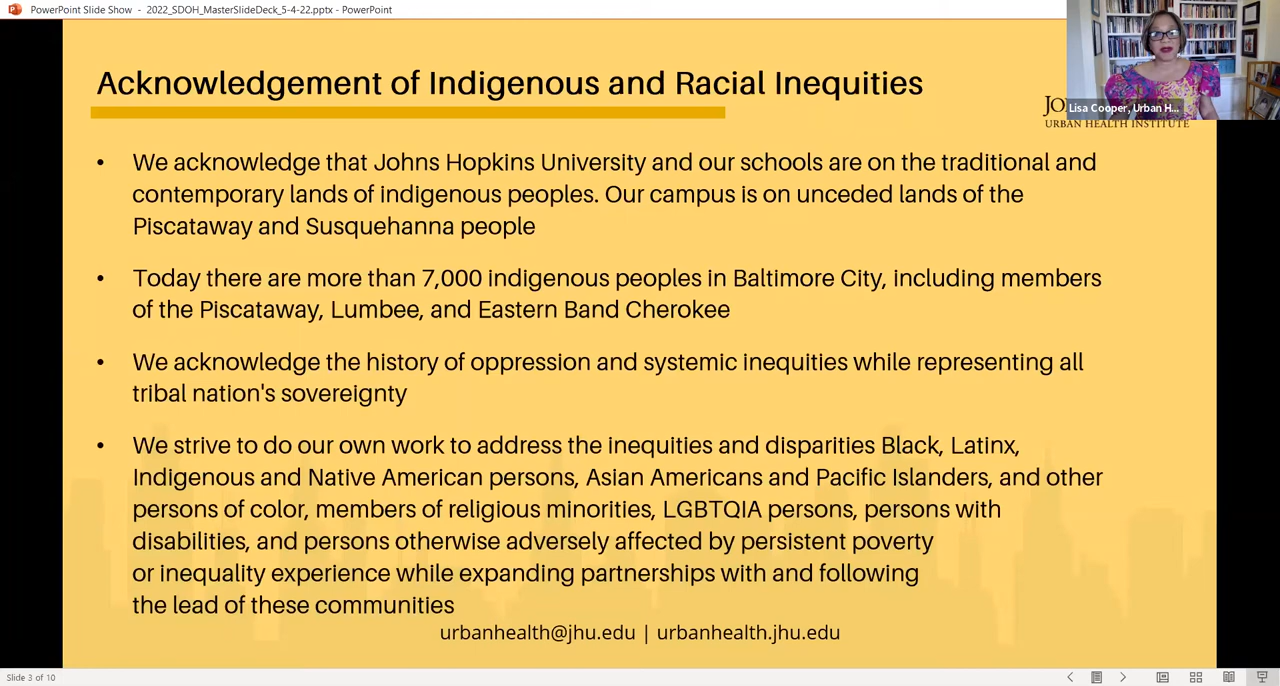 PowerPoint Slide Show - 2022_SDOH_MasterSlideDeck_5-4-22.pptx - PowerPoint
Acknowledgement of Indigenous and Racial Inequities
JO
Lisa Cooper, Urban H...
URBAN HEALTH INSTITUTE
• We acknowledge that Johns Hopkins University and our schools are on the traditional and
contemporary lands of indigenous peoples. Our campus is on unceded lands of the
Piscataway and Susquehanna people
• Today there are more than 7,000 indigenous peoples in Baltimore City, including members
of the Piscataway, Lumbee, and Eastern Band Cherokee
• We acknowledge the history of oppression and systemic inequities while representing all
tribal nation's sovereignty
• We strive to do our own work to address the inequities and disparities Black, Latinx,
Indigenous and Native American persons, Asian Americans and Pacific Islanders, and other
persons of color, members of religious minorities, LGBTQIA persons, persons with
disabilities, and persons otherwise adversely affected by persistent poverty
or inequality experience while expanding partnerships with and following
the lead of these communities
urbanhealth@jhu.edu | urbanhealth.jhu.edu
Slide 3 of 10